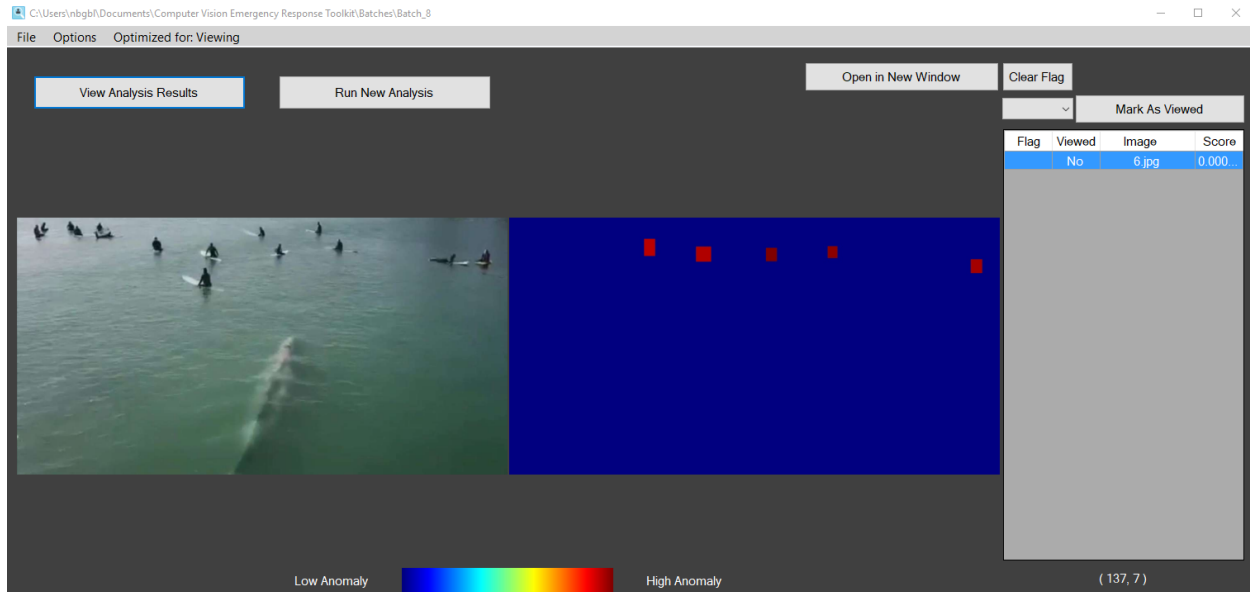 C:\Users\nbgbl\Documents\Computer Vision Emergency Response Toolkit\Batches\Batch_8
File Options Optimized for: Viewing
View Analysis Results
Run New Analysis
Open in New Window
Clear Flag
Mark As Viewed
Flag Viewed Image Score
No 6.jpg 0.000...
Low Anomaly
High Anomaly
( 137, 7 )